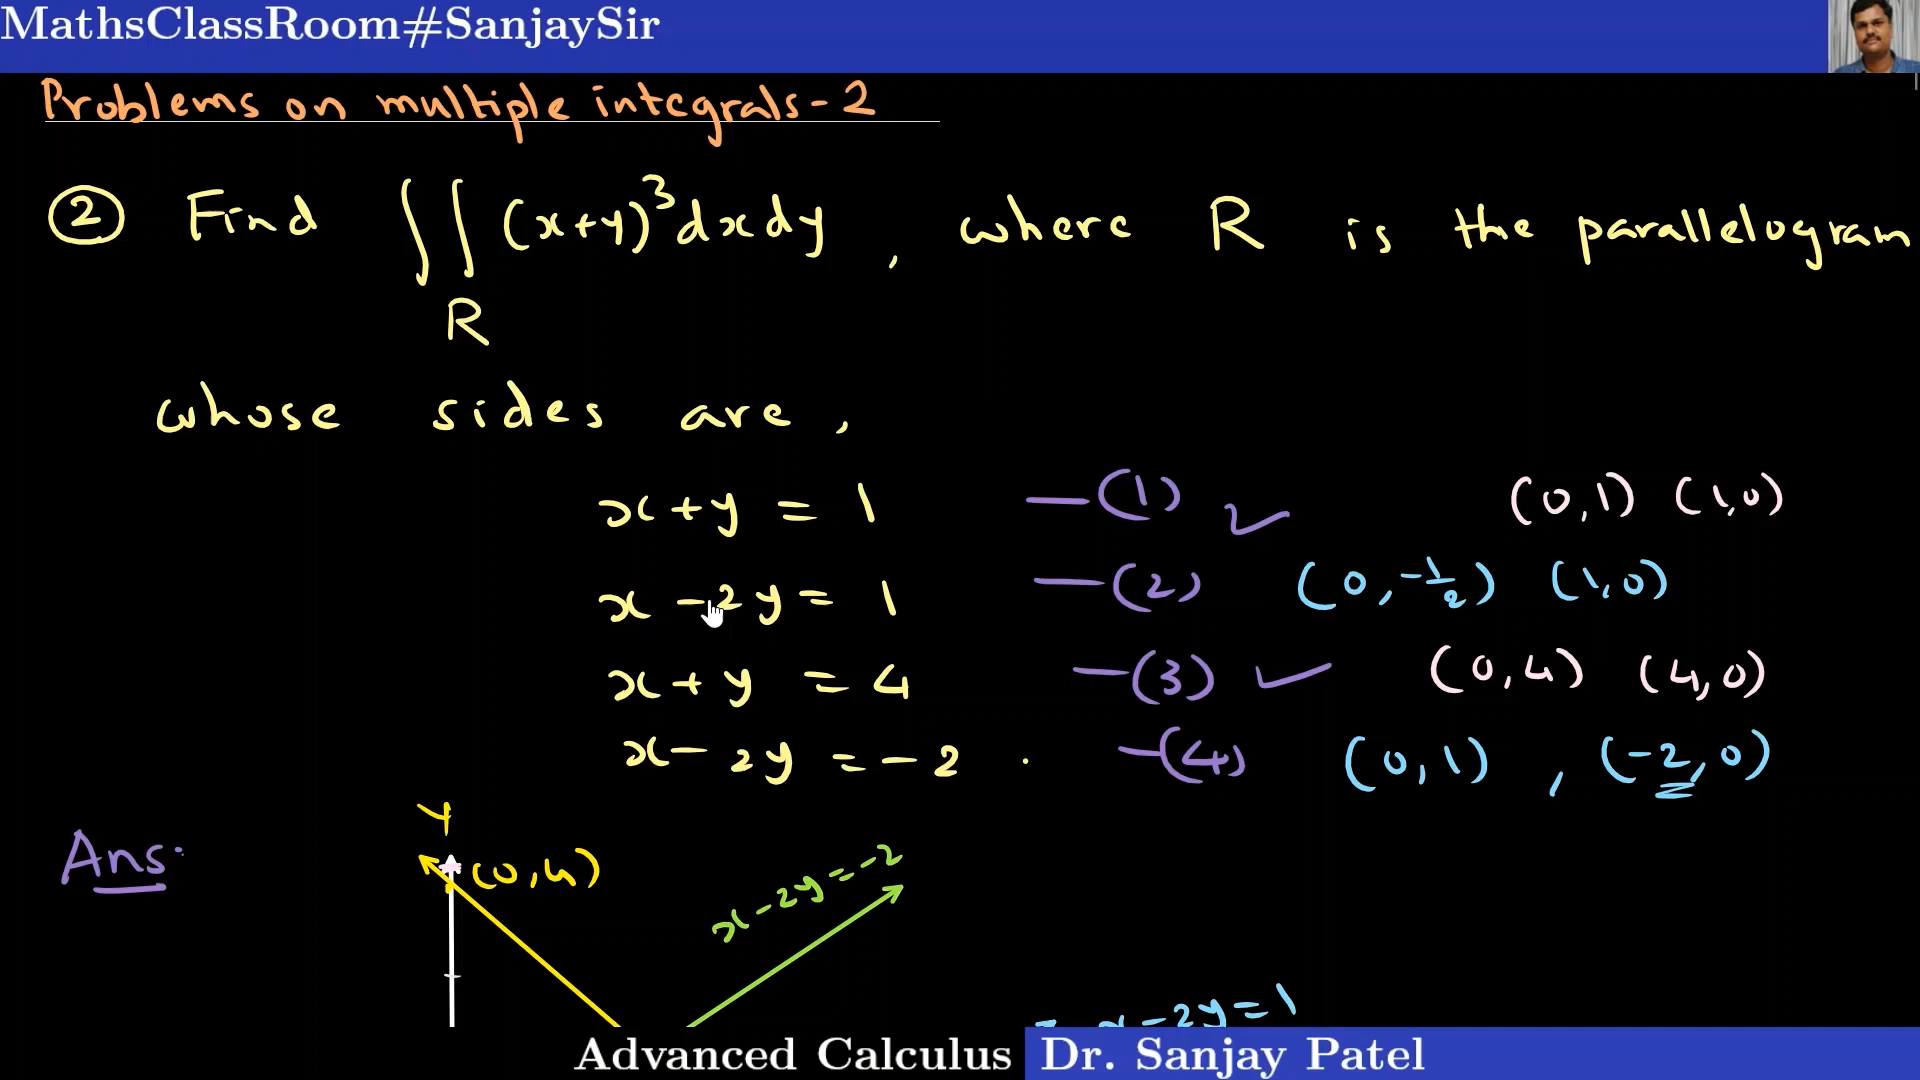 MathsClassRoom#SanjaySir
Problems on multiple integrals-2
② Find ∬ (x+y)³dxdy, where R is the parallelogram
R
whose sides are,
x+y = 1 —(1) ✓ (0,1) (1,0)
x-2y = 1 —(2) (0,-1/2) (1,0)
x+y = 4 —(3) ✓ (0,4) (4,0)
x-2y = -2. —(4) (0,1), (-2,0)
Y
Ans:
(0,4)
x-2y=-2
x-2y=1
Advanced Calculus Dr. Sanjay Patel